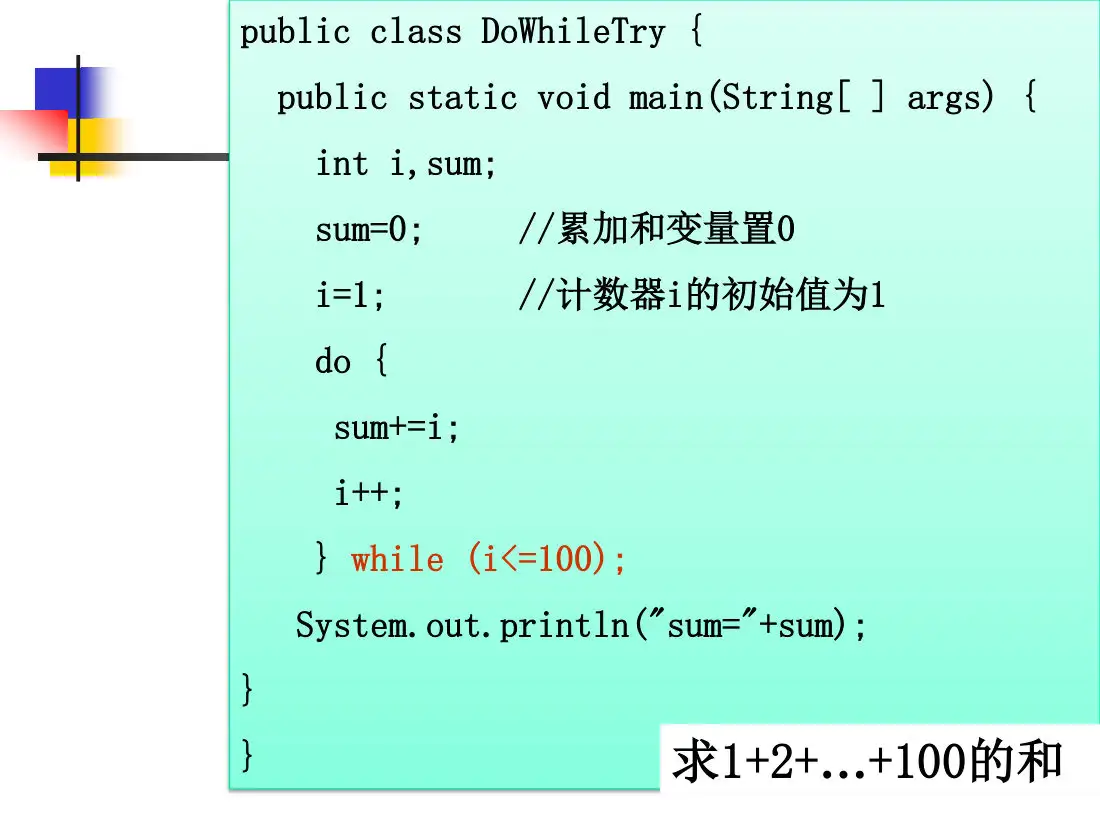 public class DoWhileTry {
public static void main(String[ ] args) {
int i,sum;
sum=0; //累加和变量置0
i=1; //计数器i的初始值为1
do {
sum+=i;
i++;
} while (i<=100);
System.out.println("sum="+sum);
}
}
求1+2+…+100的和